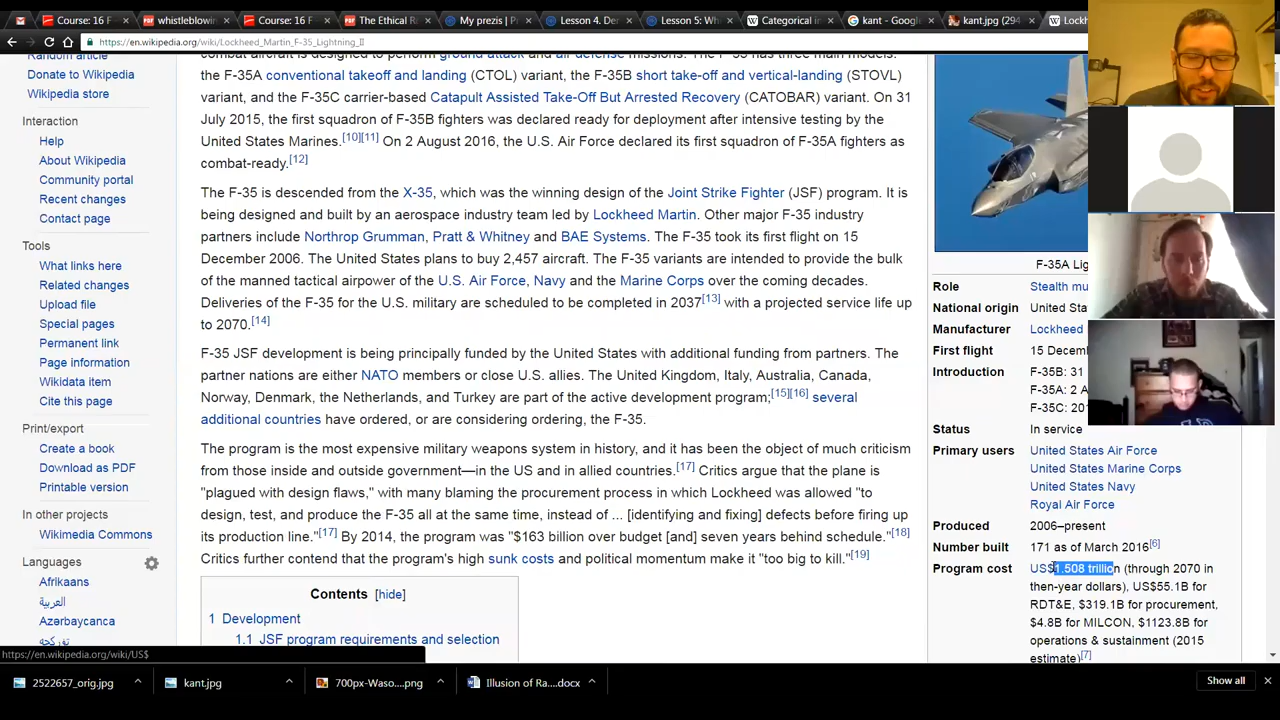 Course: 16 F
whistleblowin
Course: 16 F
The Ethical R
My prezis | P
Lesson 4. De
Lesson 5: Wh
Categorical in
kant - Google
kant.jpg (294
Lockh
https://en.wikipedia.org/wiki/Lockheed_Martin_F-35_Lightning_II
Random article
Donate to Wikipedia
Wikipedia store
Interaction
Help
About Wikipedia
Community portal
Recent changes
Contact page
Tools
What links here
Related changes
Upload file
Special pages
Permanent link
Page information
Wikidata item
Cite this page
Print/export
Create a book
Download as PDF
Printable version
In other projects
Wikimedia Commons
Languages
Afrikaans
العربية
Azərbaycanca
تۆرکجه
combat aircraft is designed to perform ground attack and air defense missions. The F-35 has three main models:
the F-35A conventional takeoff and landing (CTOL) variant, the F-35B short take-off and vertical-landing (STOVL)
variant, and the F-35C carrier-based Catapult Assisted Take-Off But Arrested Recovery (CATOBAR) variant. On 31
July 2015, the first squadron of F-35B fighters was declared ready for deployment after intensive testing by the
United States Marines.[10][11] On 2 August 2016, the U.S. Air Force declared its first squadron of F-35A fighters as
combat-ready.[12]
The F-35 is descended from the X-35, which was the winning design of the Joint Strike Fighter (JSF) program. It is
being designed and built by an aerospace industry team led by Lockheed Martin. Other major F-35 industry
partners include Northrop Grumman, Pratt & Whitney and BAE Systems. The F-35 took its first flight on 15
December 2006. The United States plans to buy 2,457 aircraft. The F-35 variants are intended to provide the bulk
of the manned tactical airpower of the U.S. Air Force, Navy and the Marine Corps over the coming decades.
Deliveries of the F-35 for the U.S. military are scheduled to be completed in 2037[13] with a projected service life up
to 2070.[14]
F-35 JSF development is being principally funded by the United States with additional funding from partners. The
partner nations are either NATO members or close U.S. allies. The United Kingdom, Italy, Australia, Canada,
Norway, Denmark, the Netherlands, and Turkey are part of the active development program;[15][16] several
additional countries have ordered, or are considering ordering, the F-35.
The program is the most expensive military weapons system in history, and it has been the object of much criticism
from those inside and outside government—in the US and in allied countries.[17] Critics argue that the plane is
"plagued with design flaws," with many blaming the procurement process in which Lockheed was allowed "to
design, test, and produce the F-35 all at the same time, instead of ... [identifying and fixing] defects before firing up
its production line."[17] By 2014, the program was "$163 billion over budget [and] seven years behind schedule."[18]
Critics further contend that the program's high sunk costs and political momentum make it "too big to kill."[19]
Contents [hide]
1 Development
1.1 JSF program requirements and selection
F-35A Lig
Role Stealth mu
National origin United Sta
Manufacturer Lockheed
First flight 15 Decem
Introduction F-35B: 31
F-35A: 2 A
F-35C: 201
Status In service
Primary users United States Air Force
United States Marine Corps
United States Navy
Royal Air Force
Produced 2006–present
Number built 171 as of March 2016[6]
Program cost US$1.508 trillion (through 2070 in
then-year dollars), US$55.1B for
RDT&E, $319.1B for procurement,
$4.8B for MILCON, $1123.8B for
operations & sustainment (2015
estimate)[7]
https://en.wikipedia.org/wiki/US$
2522657_orig.jpg
kant.jpg
700px-Waso....png
Illusion of Ra....docx
Show all